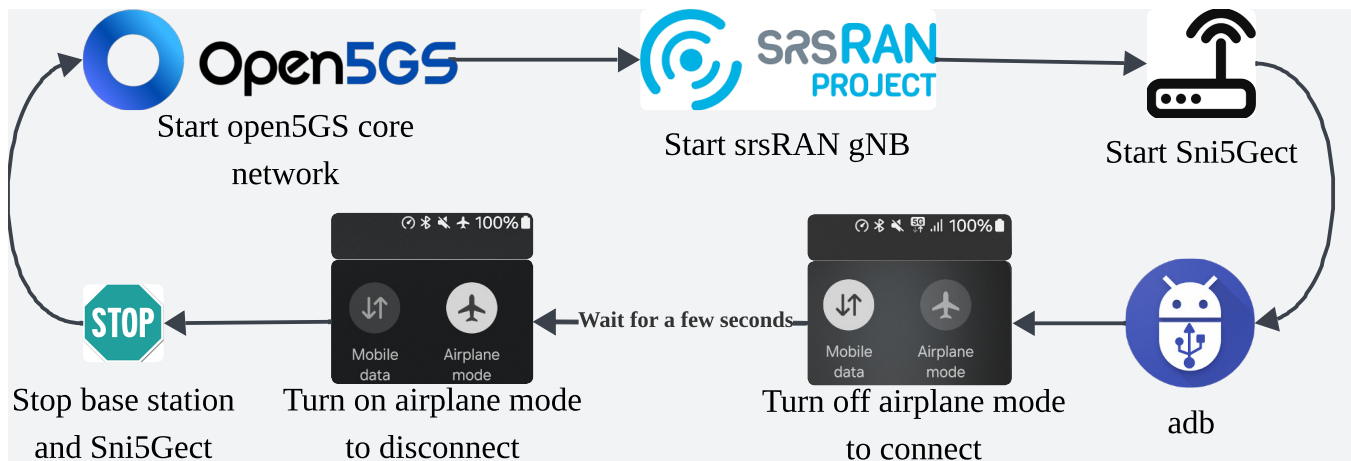 Open5GS
Start open5GS core
network
SRSRAN
PROJECT
Start srsRAN gNB
Start Sni5Gect
adb
5G
100%
Mobile
data
Airplane
mode
Turn off airplane mode
to connect
Wait for a few seconds
100%
Mobile
data
Airplane
mode
Turn on airplane mode
to disconnect
STOP
Stop base station
and Sni5Gect